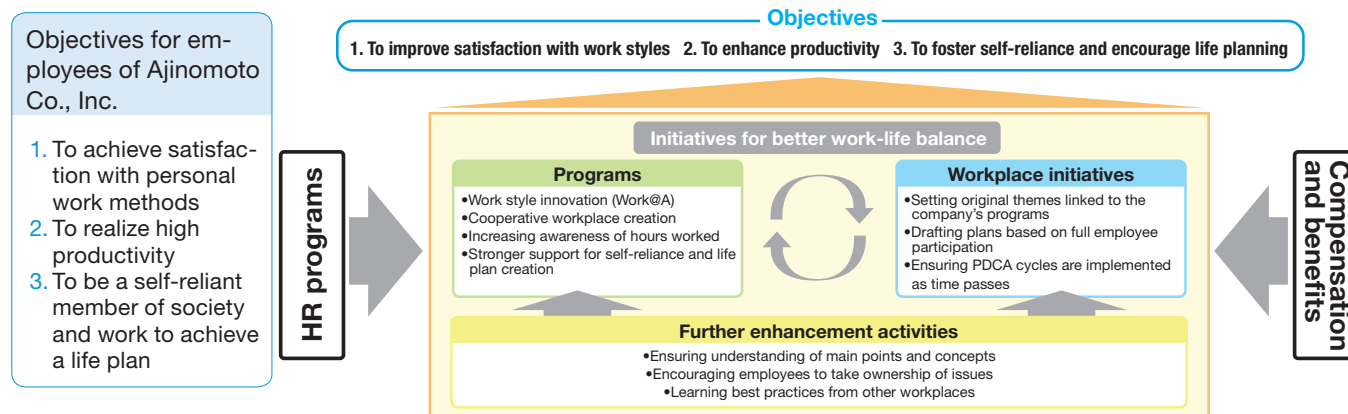 Objectives for em-
ployees of Ajinomoto
Co., Inc.
1. To achieve satisfac-
tion with personal
work methods
2. To realize high
productivity
3. To be a self-reliant
member of society
and work to achieve
a life plan
Objectives
1. To improve satisfaction with work styles 2. To enhance productivity 3. To foster self-reliance and encourage life planning
HR programs
Initiatives for better work-life balance
Programs
•Work style innovation (Work@A)
•Cooperative workplace creation
•Increasing awareness of hours worked
•Stronger support for self-reliance and life
plan creation
Workplace initiatives
•Setting original themes linked to the
company's programs
•Drafting plans based on full employee
participation
•Ensuring PDCA cycles are implemented
as time passes
Further enhancement activities
•Ensuring understanding of main points and concepts
•Encouraging employees to take ownership of issues
•Learning best practices from other workplaces
Compensation
and benefits